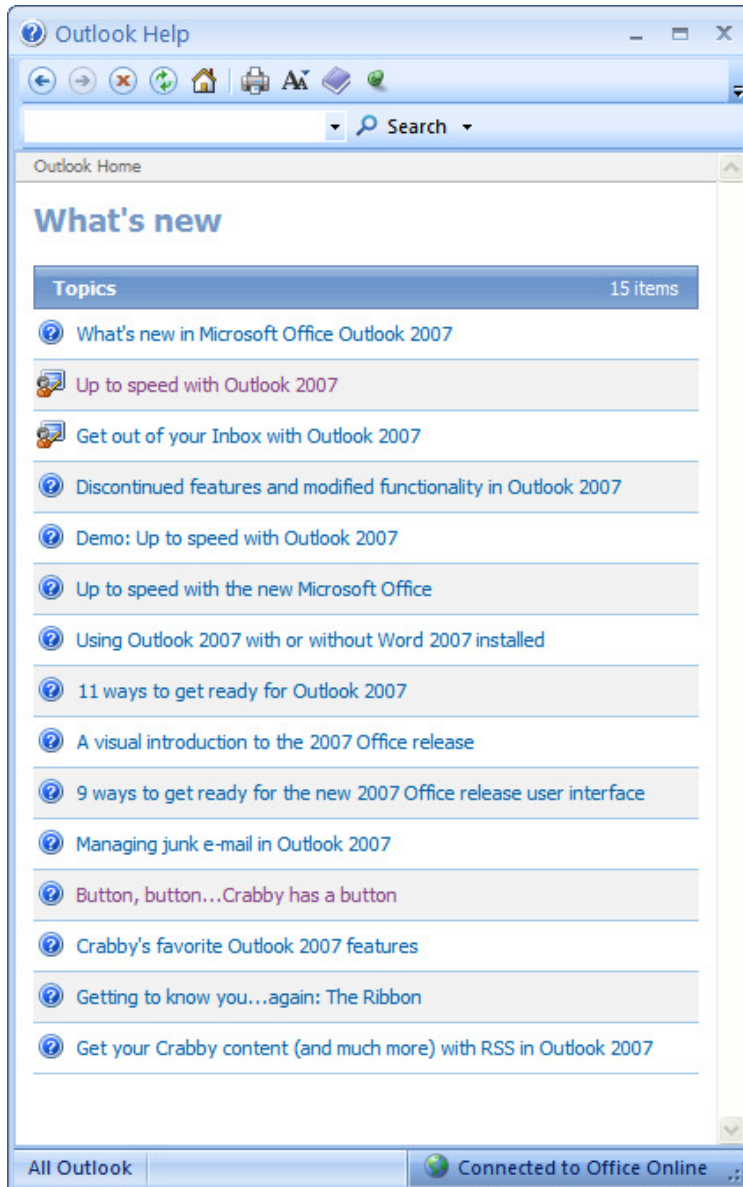 Outlook Help
Search
Outlook Home
What's new
Topics 15 items
What's new in Microsoft Office Outlook 2007
Up to speed with Outlook 2007
Get out of your Inbox with Outlook 2007
Discontinued features and modified functionality in Outlook 2007
Demo: Up to speed with Outlook 2007
Up to speed with the new Microsoft Office
Using Outlook 2007 with or without Word 2007 installed
11 ways to get ready for Outlook 2007
A visual introduction to the 2007 Office release
9 ways to get ready for the new 2007 Office release user interface
Managing junk e-mail in Outlook 2007
Button, button...Crabby has a button
Crabby's favorite Outlook 2007 features
Getting to know you...again: The Ribbon
Get your Crabby content (and much more) with RSS in Outlook 2007
All Outlook Connected to Office Online